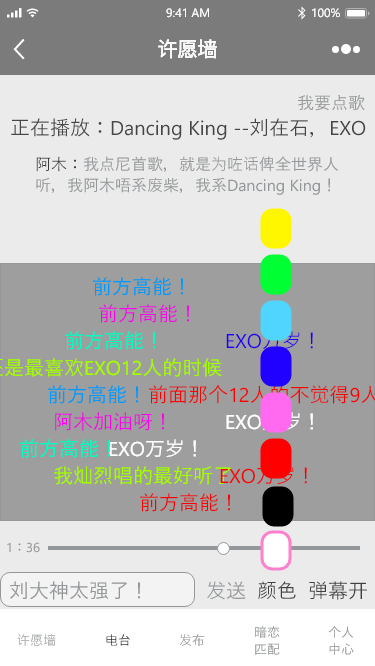 9:41 AM 100%
许愿墙
我要点歌
正在播放：Dancing King --刘在石，EXO
阿木：我点尼首歌，就是为咗话俾全世界人
听，我阿木唔系废柴，我系Dancing King！
前方高能！
前方高能！
前方高能！ EXO万岁！
还是最喜欢EXO12人的时候
前方高能！ 前面那个12人的不觉得9人
阿木加油呀！ EXO万岁！
前方高能！ EXO万岁！
我灿烈唱的最好听了 EXO万岁！
前方高能！
1：36
刘大神太强了！ 发送 颜色 弹幕开
许愿墙 电台 发布 暗恋匹配 个人中心